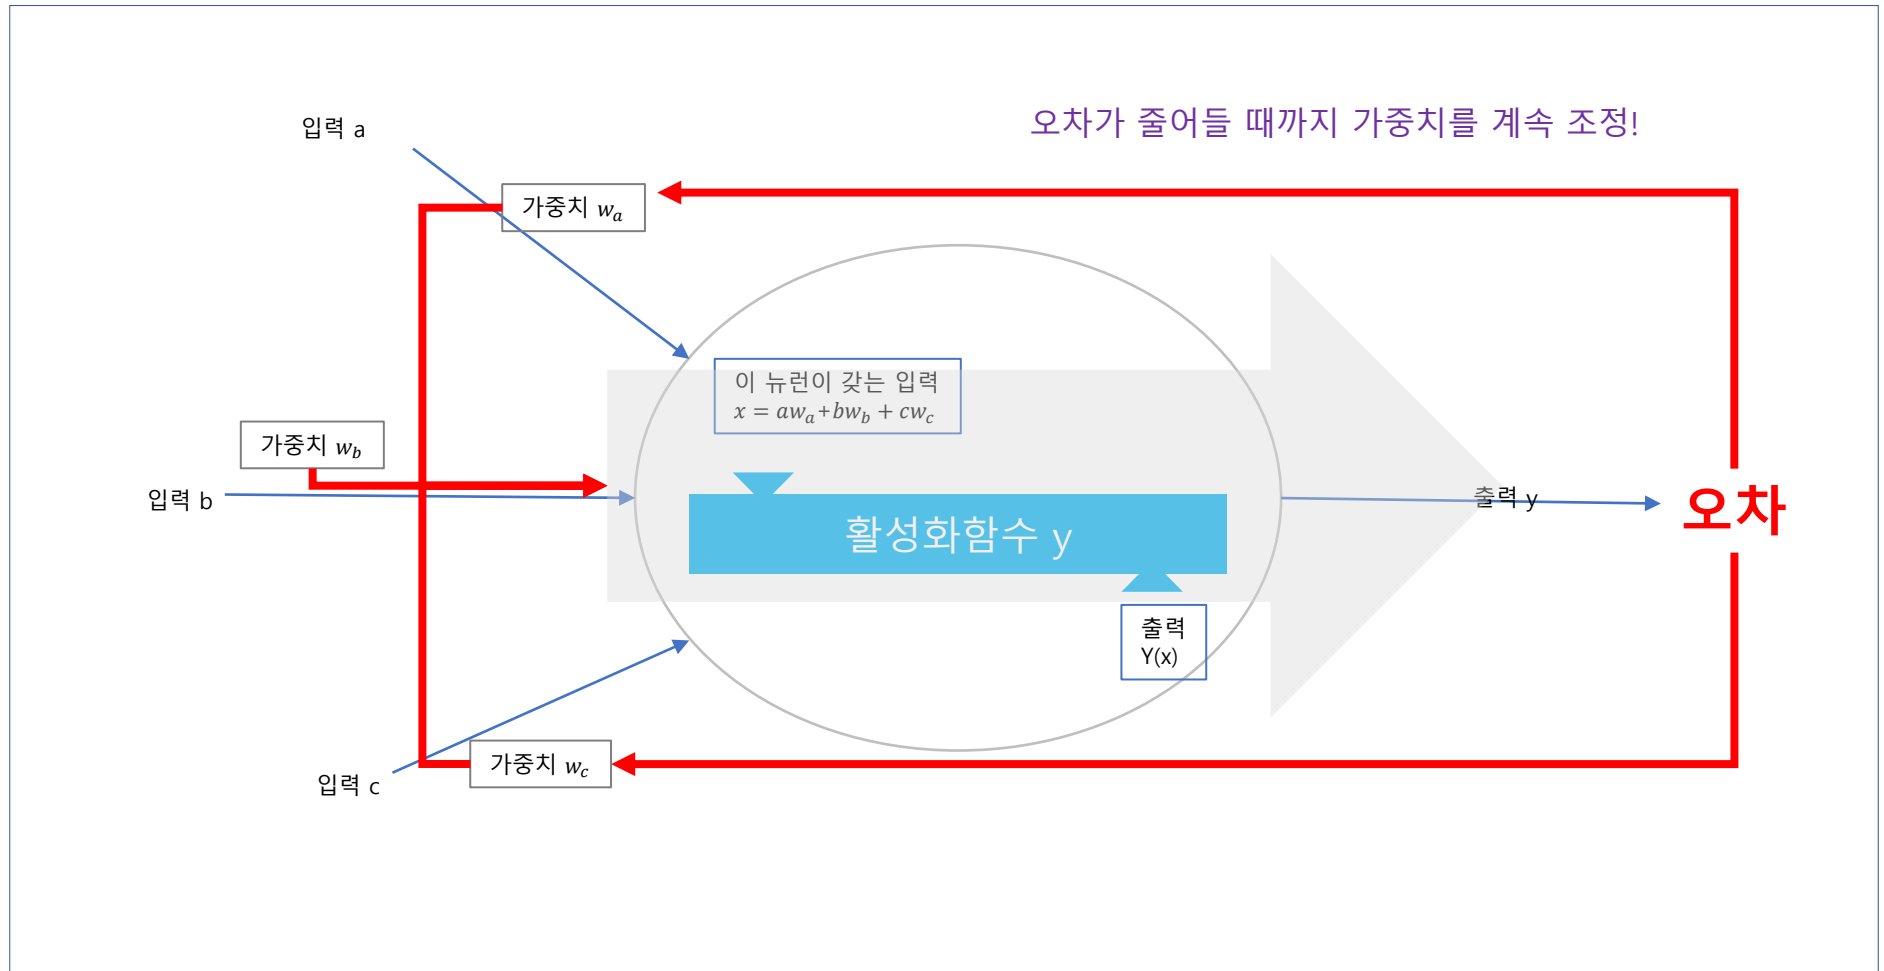 오차가 줄어들 때까지 가중치를 계속 조정!
입력 a
가중치 w_a
이 뉴런이 갖는 입력
x = aw_a+bw_b + cw_c
가중치 w_b
입력 b
활성화함수 y
출력 y
오차
출력
Y(x)
가중치 w_c
입력 c